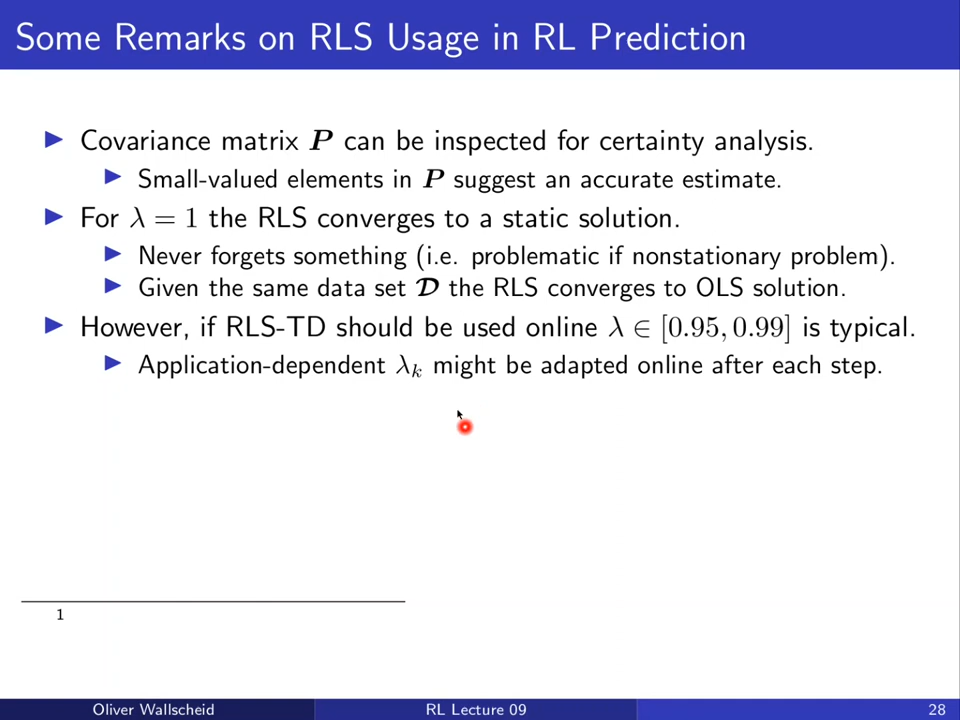 Some Remarks on RLS Usage in RL Prediction
Covariance matrix P can be inspected for certainty analysis.
Small-valued elements in P suggest an accurate estimate.
For λ = 1 the RLS converges to a static solution.
Never forgets something (i.e. problematic if nonstationary problem).
Given the same data set 𝓓 the RLS converges to OLS solution.
However, if RLS-TD should be used online λ ∈ [0.95, 0.99] is typical.
Application-dependent λₖ might be adapted online after each step.
1
Oliver Wallscheid RL Lecture 09 28